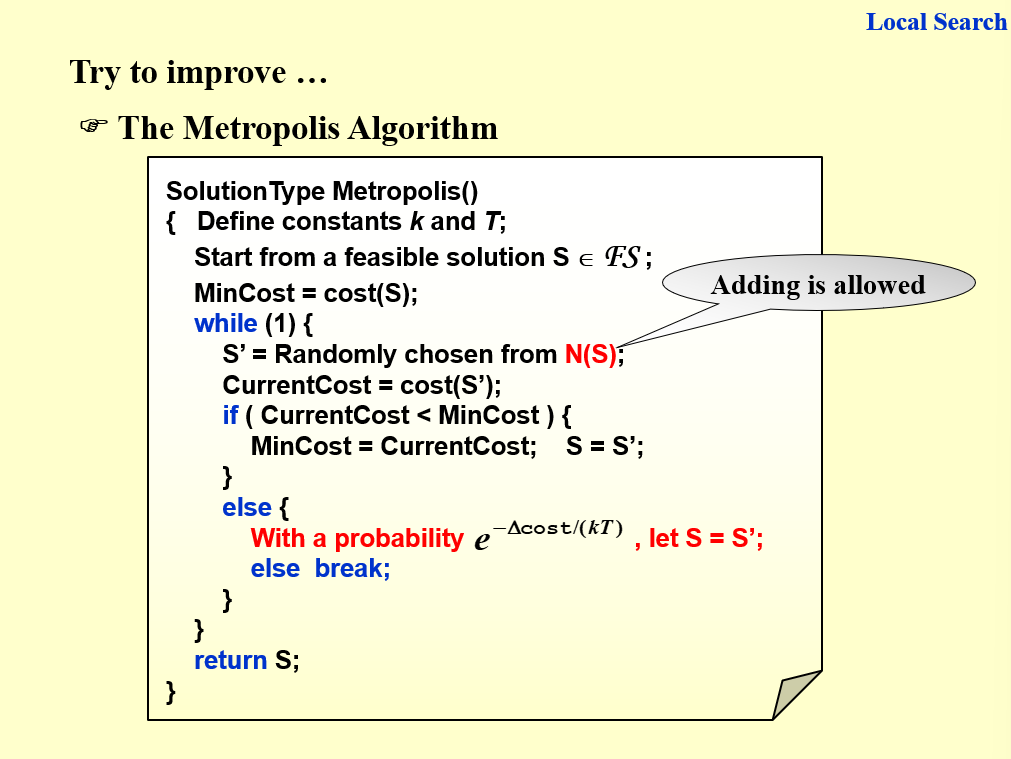 Local Search
Try to improve …
☞ The Metropolis Algorithm
SolutionType Metropolis()
{ Define constants k and T;
Start from a feasible solution S ∈ ℱS ;
MinCost = cost(S);
while (1) {
S’ = Randomly chosen from N(S);
Adding is allowed
CurrentCost = cost(S’);
if ( CurrentCost < MinCost ) {
MinCost = CurrentCost; S = S’;
}
else {
With a probability e^{−Δcost/(kT)} , let S = S’;
else break;
}
}
return S;
}